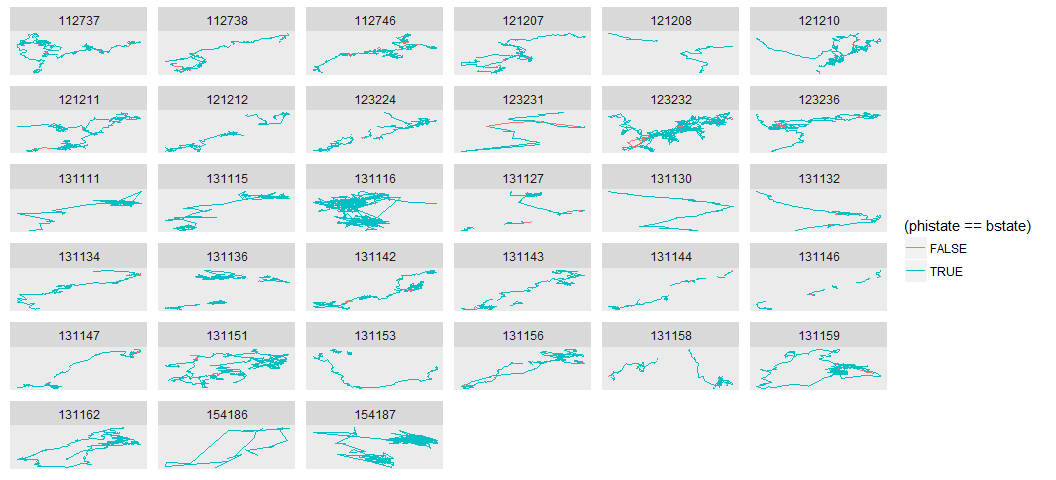 112737 112738 112746 121207 121208 121210
121211 121212 123224 123231 123232 123236
131111 131115 131116 131127 131130 131132
(phistate == bstate)
FALSE
TRUE
131134 131136 131142 131143 131144 131146
131147 131151 131153 131156 131158 131159
131162 154186 154187